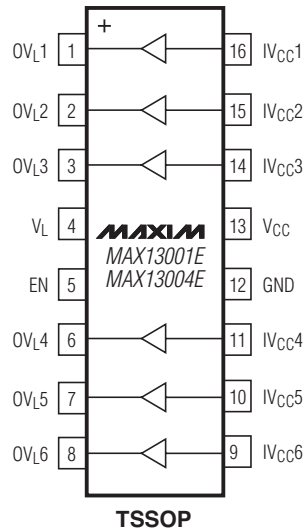 +
OVL1 1 16 IVCC1
OVL2 2 15 IVCC2
OVL3 3 14 IVCC3
VL 4 MAXIM 13 VCC
MAX13001E
EN 5 MAX13004E 12 GND
OVL4 6 11 IVCC4
OVL5 7 10 IVCC5
OVL6 8 9 IVCC6
TSSOP